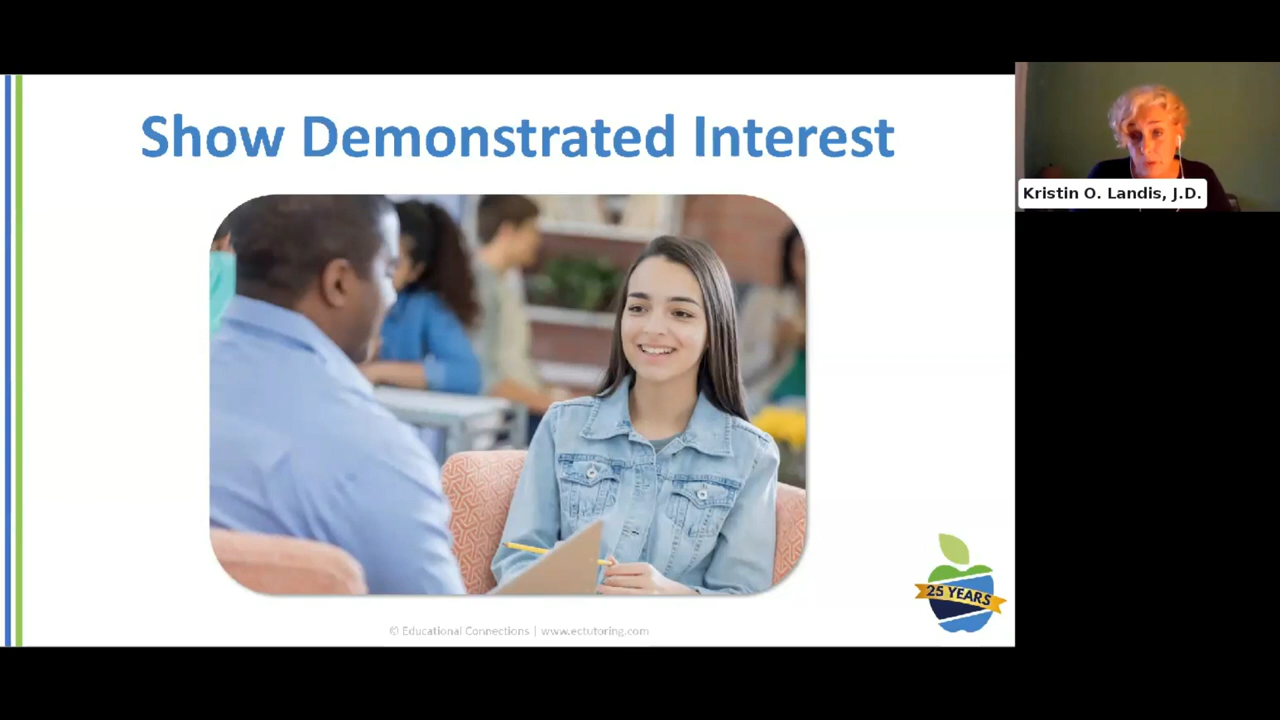 Show Demonstrated Interest
Kristin O. Landis, J.D.
25 YEARS
© Educational Connections | www.ectutoring.com